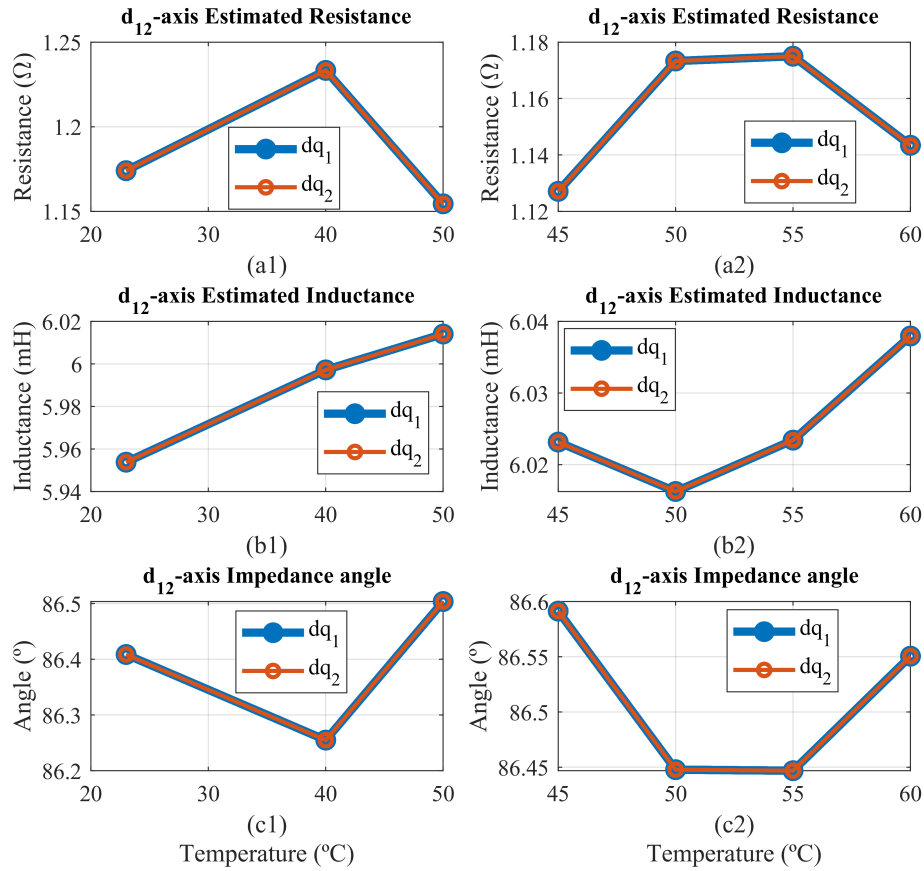 d12-axis Estimated Resistance
Resistance (Ω)
1.25
1.2
1.15
20
30
40
50
dq1
dq2
(a1)
d12-axis Estimated Resistance
Resistance (Ω)
1.18
1.16
1.14
1.12
45
50
55
60
dq1
dq2
(a2)
d12-axis Estimated Inductance
Inductance (mH)
6.02
6
5.98
5.96
5.94
20
30
40
50
dq1
dq2
(b1)
d12-axis Estimated Inductance
Inductance (mH)
6.04
6.03
6.02
45
50
55
60
dq1
dq2
(b2)
d12-axis Impedance angle
Angle (º)
86.5
86.4
86.3
86.2
20
30
40
50
dq1
dq2
(c1)
Temperature (ºC)
d12-axis Impedance angle
Angle (º)
86.6
86.55
86.5
86.45
45
50
55
60
dq1
dq2
(c2)
Temperature (ºC)